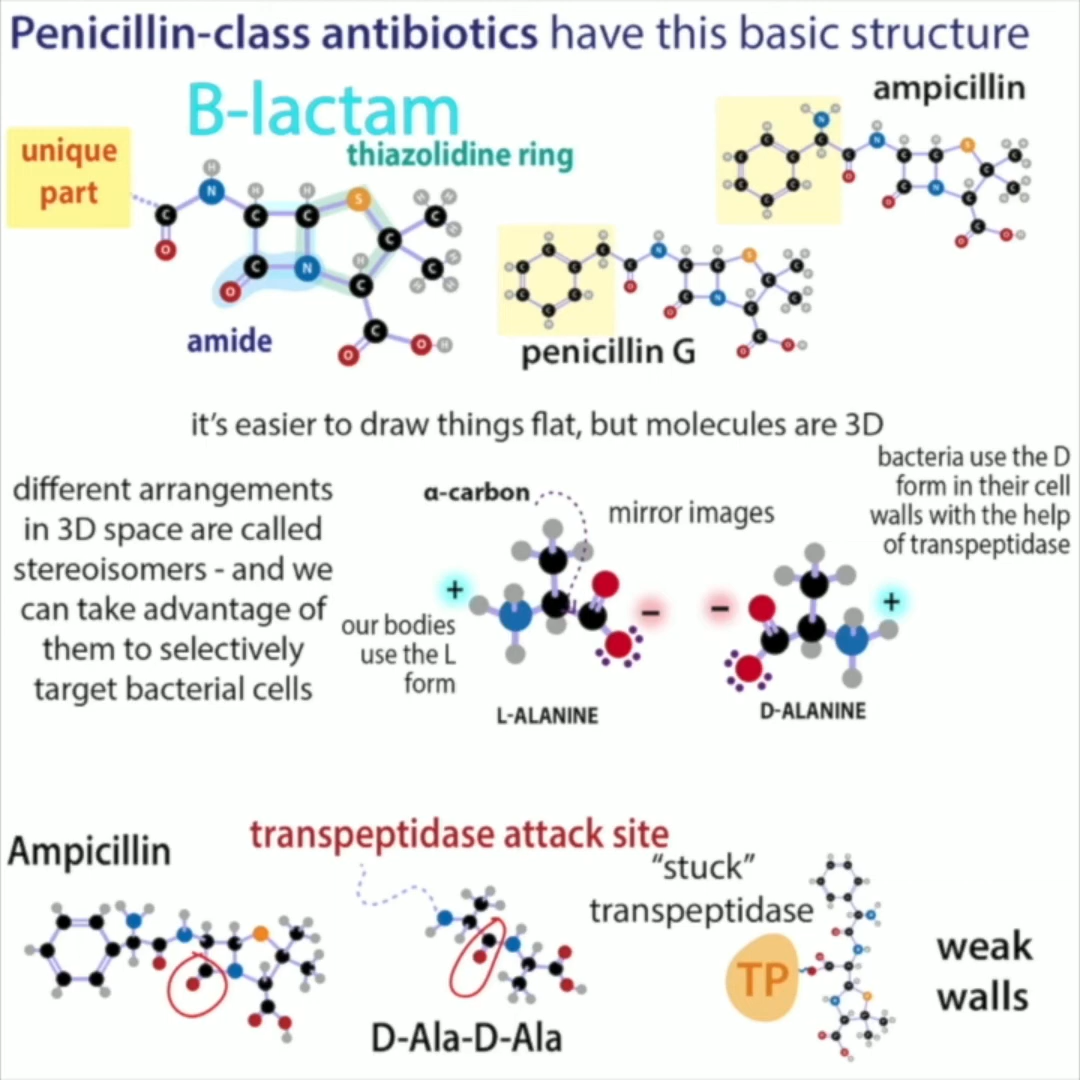 Penicillin-class antibiotics have this basic structure
B-lactam
ampicillin
unique
part
thiazolidine ring
amide
penicillin G
it's easier to draw things flat, but molecules are 3D
different arrangements
in 3D space are called
stereoisomers - and we
can take advantage of
them to selectively
target bacterial cells
α-carbon
mirror images
bacteria use the D
form in their cell
walls with the help
of transpeptidase
+
−
−
+
our bodies
use the L
form
L-ALANINE
D-ALANINE
Ampicillin
transpeptidase attack site
"stuck"
transpeptidase
TP
weak
walls
D-Ala-D-Ala